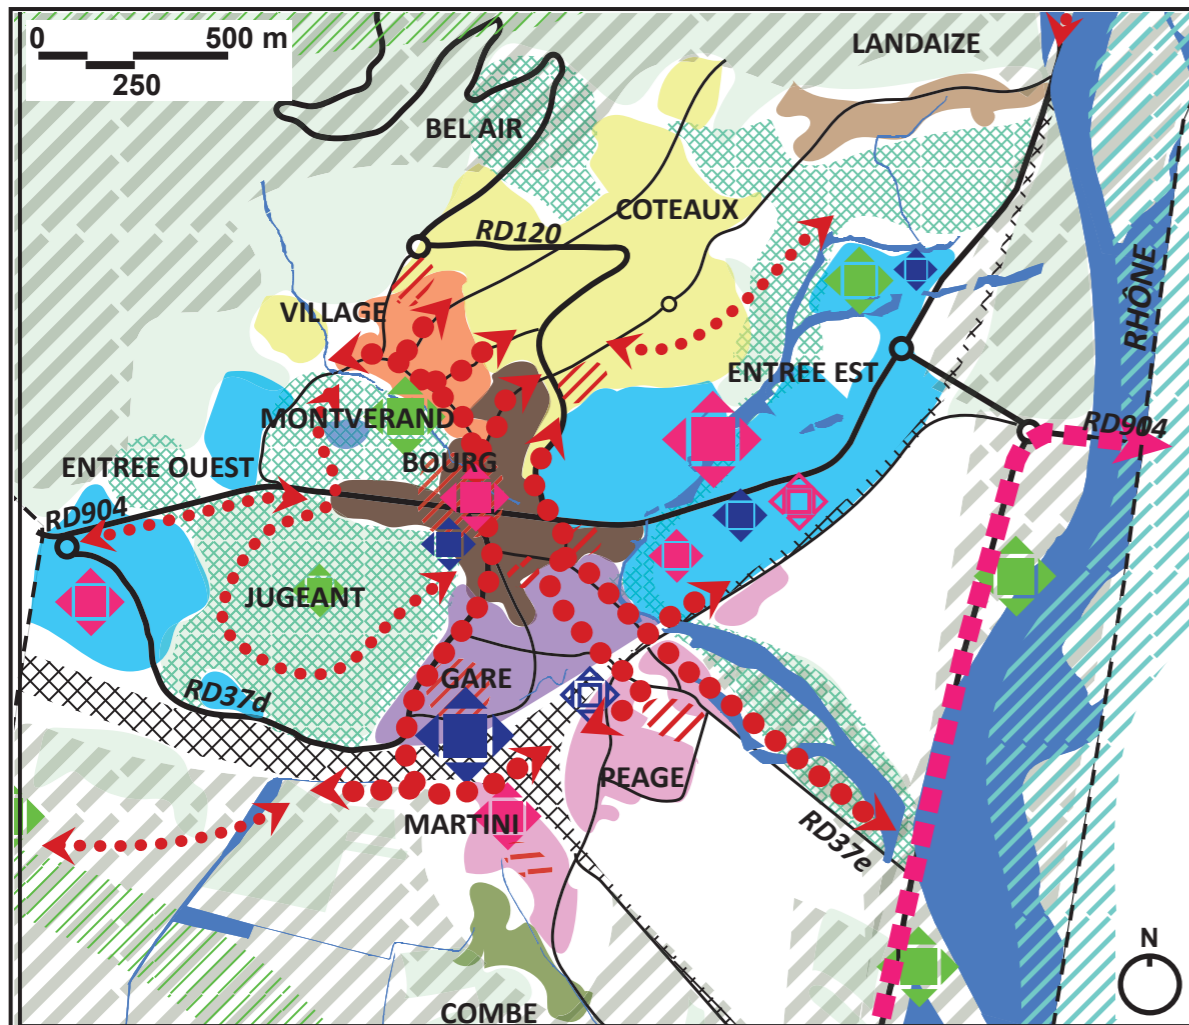 0 500 m
250
LANDAIZE
BEL AIR
COTEAUX
RD120
RHÔNE
VILLAGE
ENTREE EST
MONTVERAND
RD904
BOURG
ENTREE OUEST
RD904
JUGEANT
GARE
RD37d
PEAGE
MARTINI
RD37e
N
COMBE